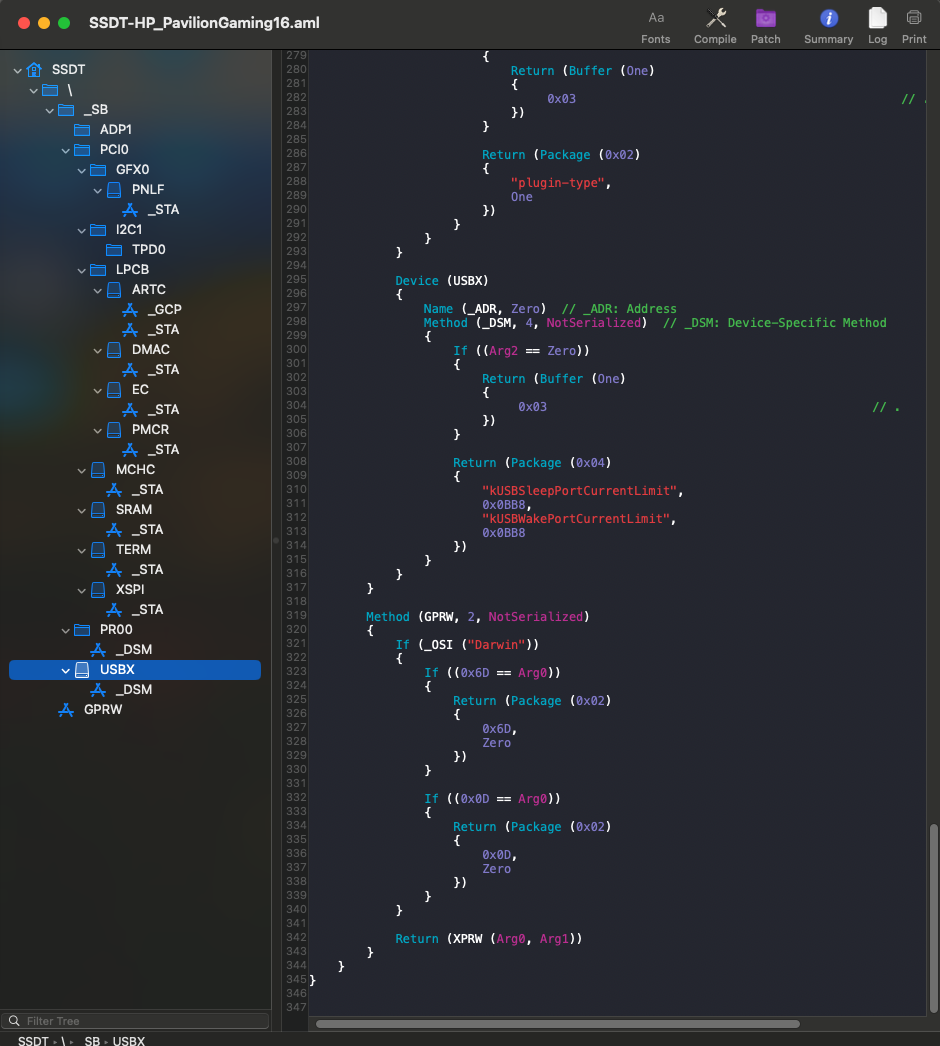 SSDT-HP_PavilionGaming16.aml
Aa
Fonts
Compile
Patch
Summary
Log
Print
SSDT
\
_SB
ADP1
PCI0
GFX0
PNLF
_STA
I2C1
TPD0
LPCB
ARTC
_GCP
_STA
DMAC
_STA
EC
_STA
PMCR
_STA
MCHC
_STA
SRAM
_STA
TERM
_STA
XSPI
_STA
PR00
_DSM
USBX
_DSM
GPRW
Filter Tree
SSDT › \ › _SB › USBX
279 {
280 Return (Buffer (One)
281 {
282 0x03 // .
283 })
284 }
285
286 Return (Package (0x02)
287 {
288 "plugin-type",
289 One
290 })
291 }
292 }
293 }
294
295 Device (USBX)
296 {
297 Name (_ADR, Zero) // _ADR: Address
298 Method (_DSM, 4, NotSerialized) // _DSM: Device-Specific Method
299 {
300 If ((Arg2 == Zero))
301 {
302 Return (Buffer (One)
303 {
304 0x03 // .
305 })
306 }
307
308 Return (Package (0x04)
309 {
310 "kUSBSleepPortCurrentLimit",
311 0x0BB8,
312 "kUSBWakePortCurrentLimit",
313 0x0BB8
314 })
315 }
316 }
317 }
318
319 Method (GPRW, 2, NotSerialized)
320 {
321 If (_OSI ("Darwin"))
322 {
323 If ((0x6D == Arg0))
324 {
325 Return (Package (0x02)
326 {
327 0x6D,
328 Zero
329 })
330 }
331
332 If ((0x0D == Arg0))
333 {
334 Return (Package (0x02)
335 {
336 0x0D,
337 Zero
338 })
339 }
340 }
341
342 Return (XPRW (Arg0, Arg1))
343 }
344 }
345 }
346
347